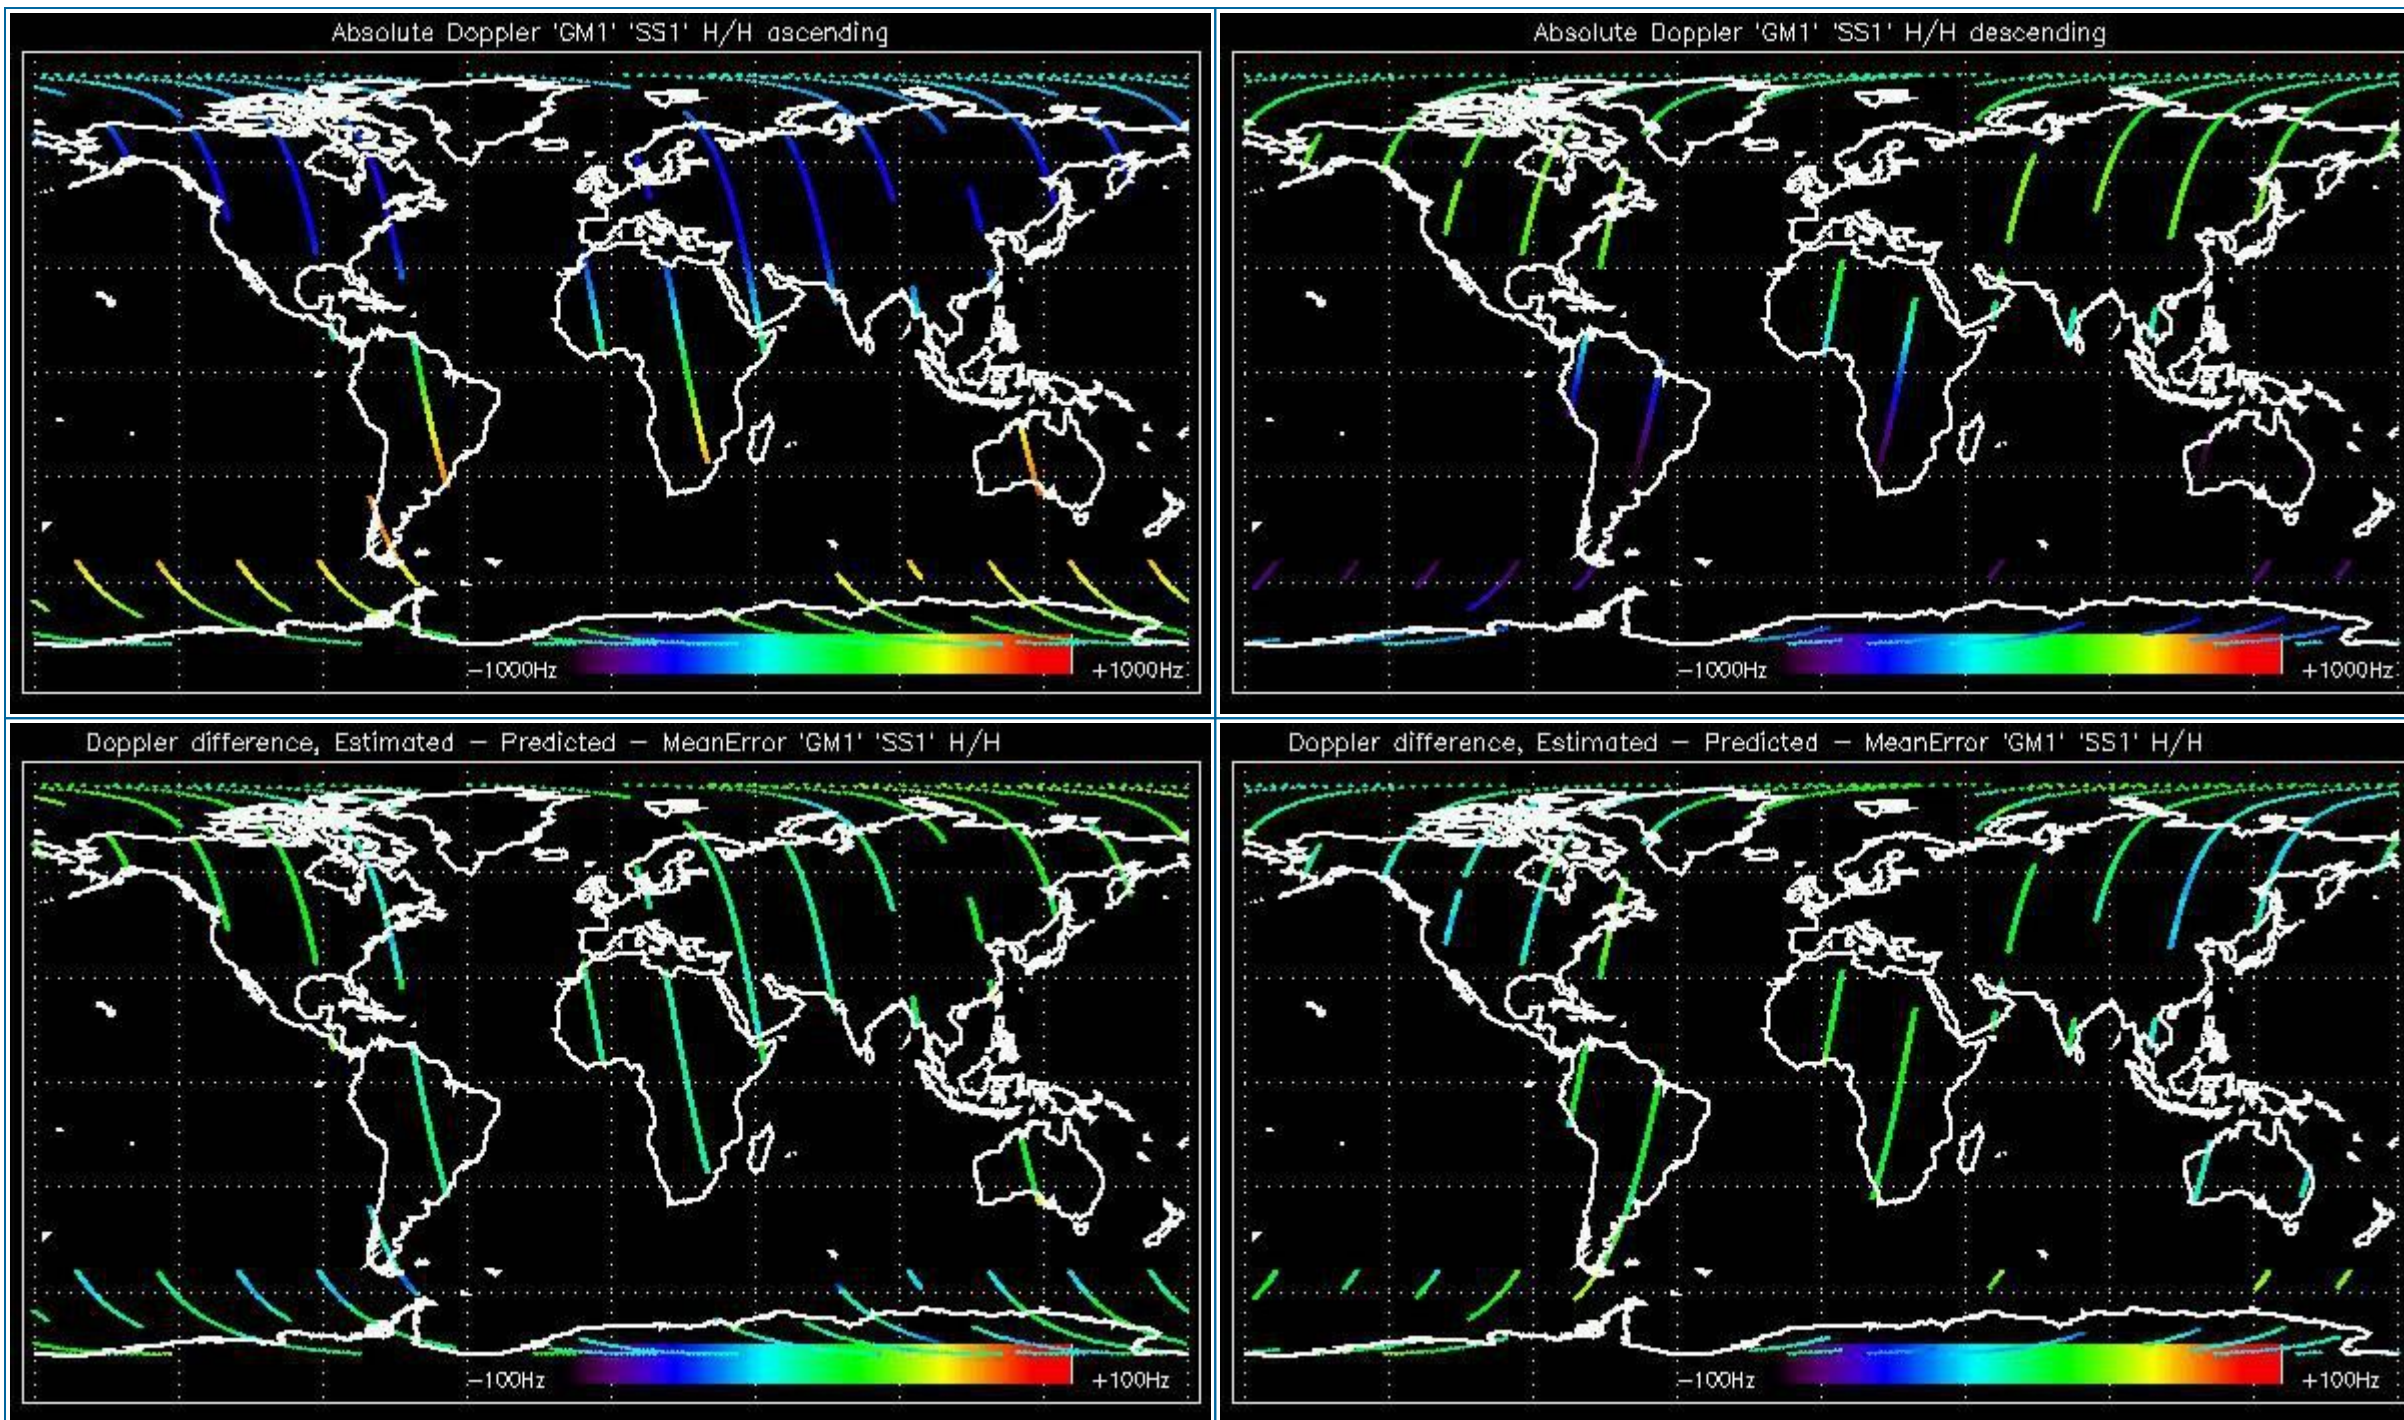 Absolute Doppler 'GM1' 'SS1' H/H ascending
-1000Hz
+1000Hz
Absolute Doppler 'GM1' 'SS1' H/H descending
-1000Hz
+1000Hz
Doppler difference, Estimated - Predicted - MeanError 'GM1' 'SS1' H/H
-100Hz
+100Hz
Doppler difference, Estimated - Predicted - MeanError 'GM1' 'SS1' H/H
-100Hz
+100Hz